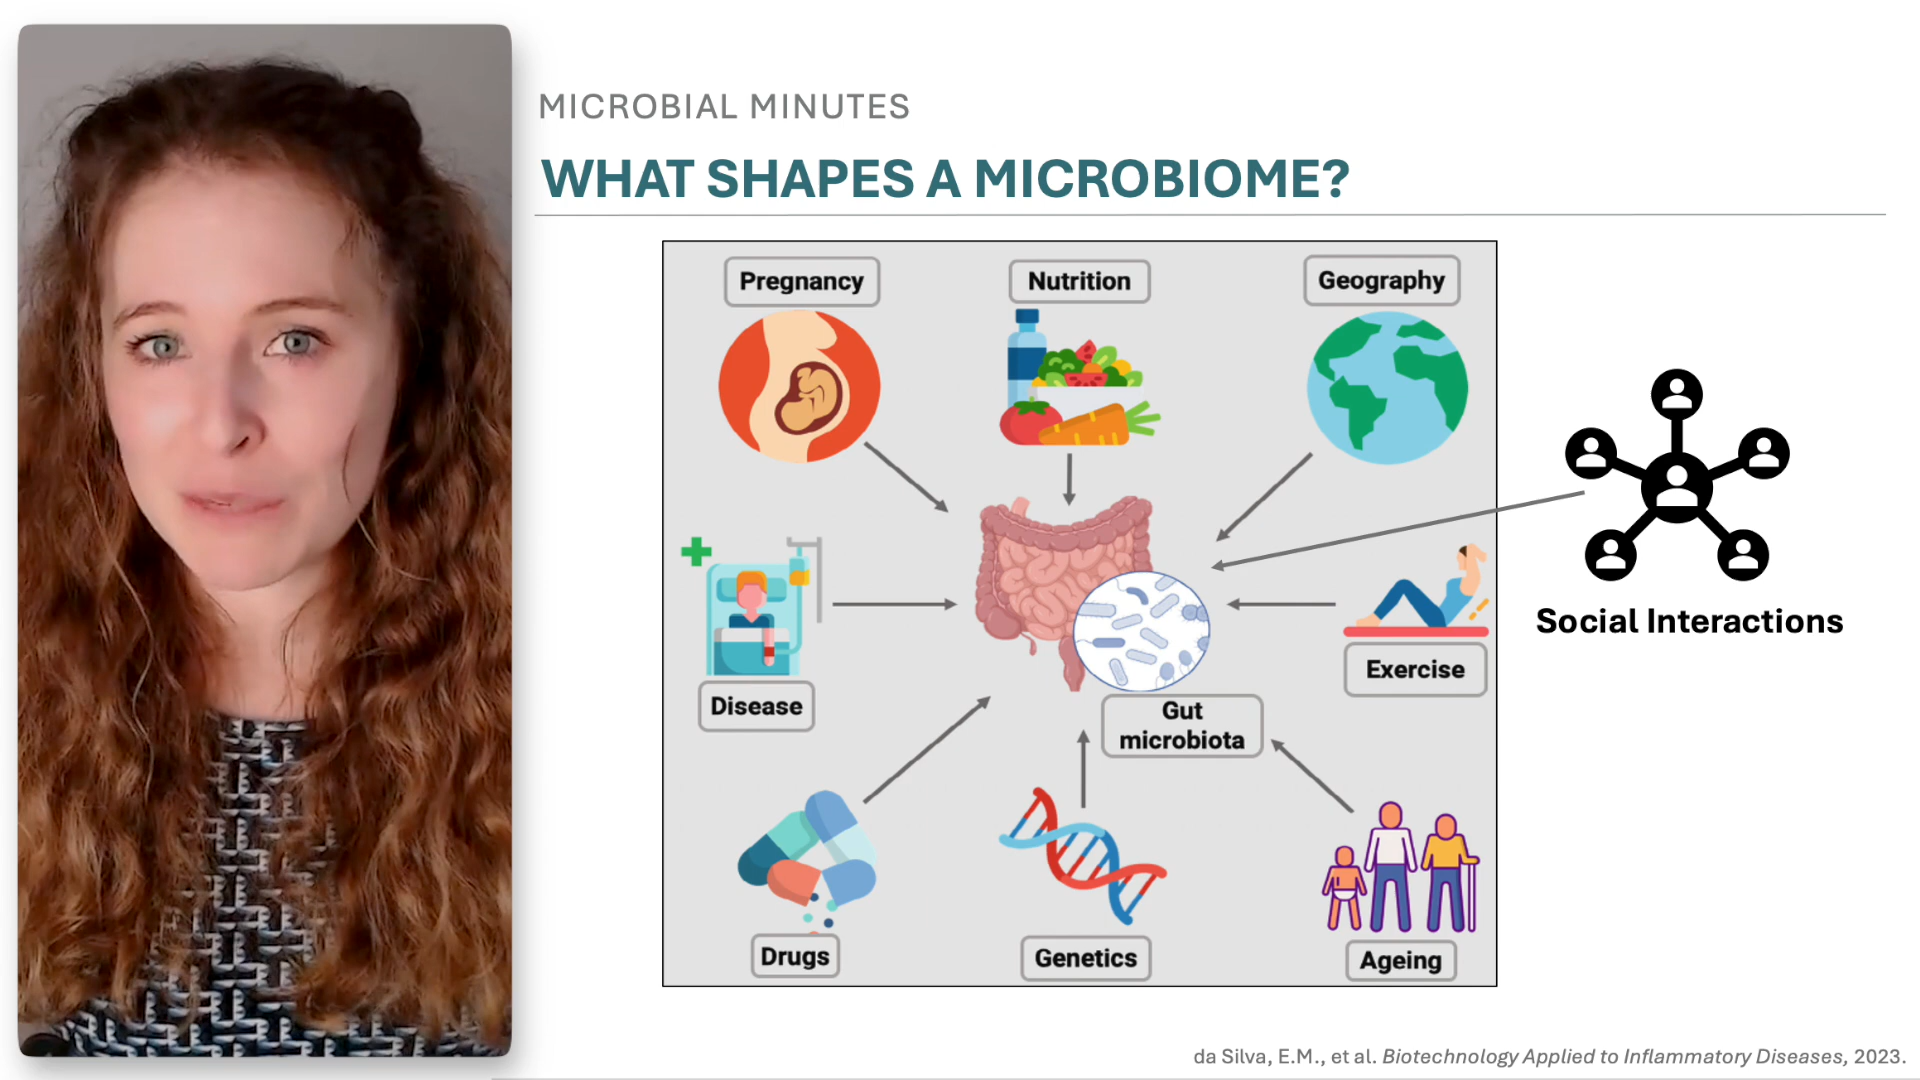 MICROBIAL MINUTES
WHAT SHAPES A MICROBIOME?
Pregnancy
Nutrition
Geography
Social Interactions
Exercise
Disease
Gut
microbiota
Drugs
Genetics
Ageing
da Silva, E.M., et al. Biotechnology Applied to Inflammatory Diseases, 2023.